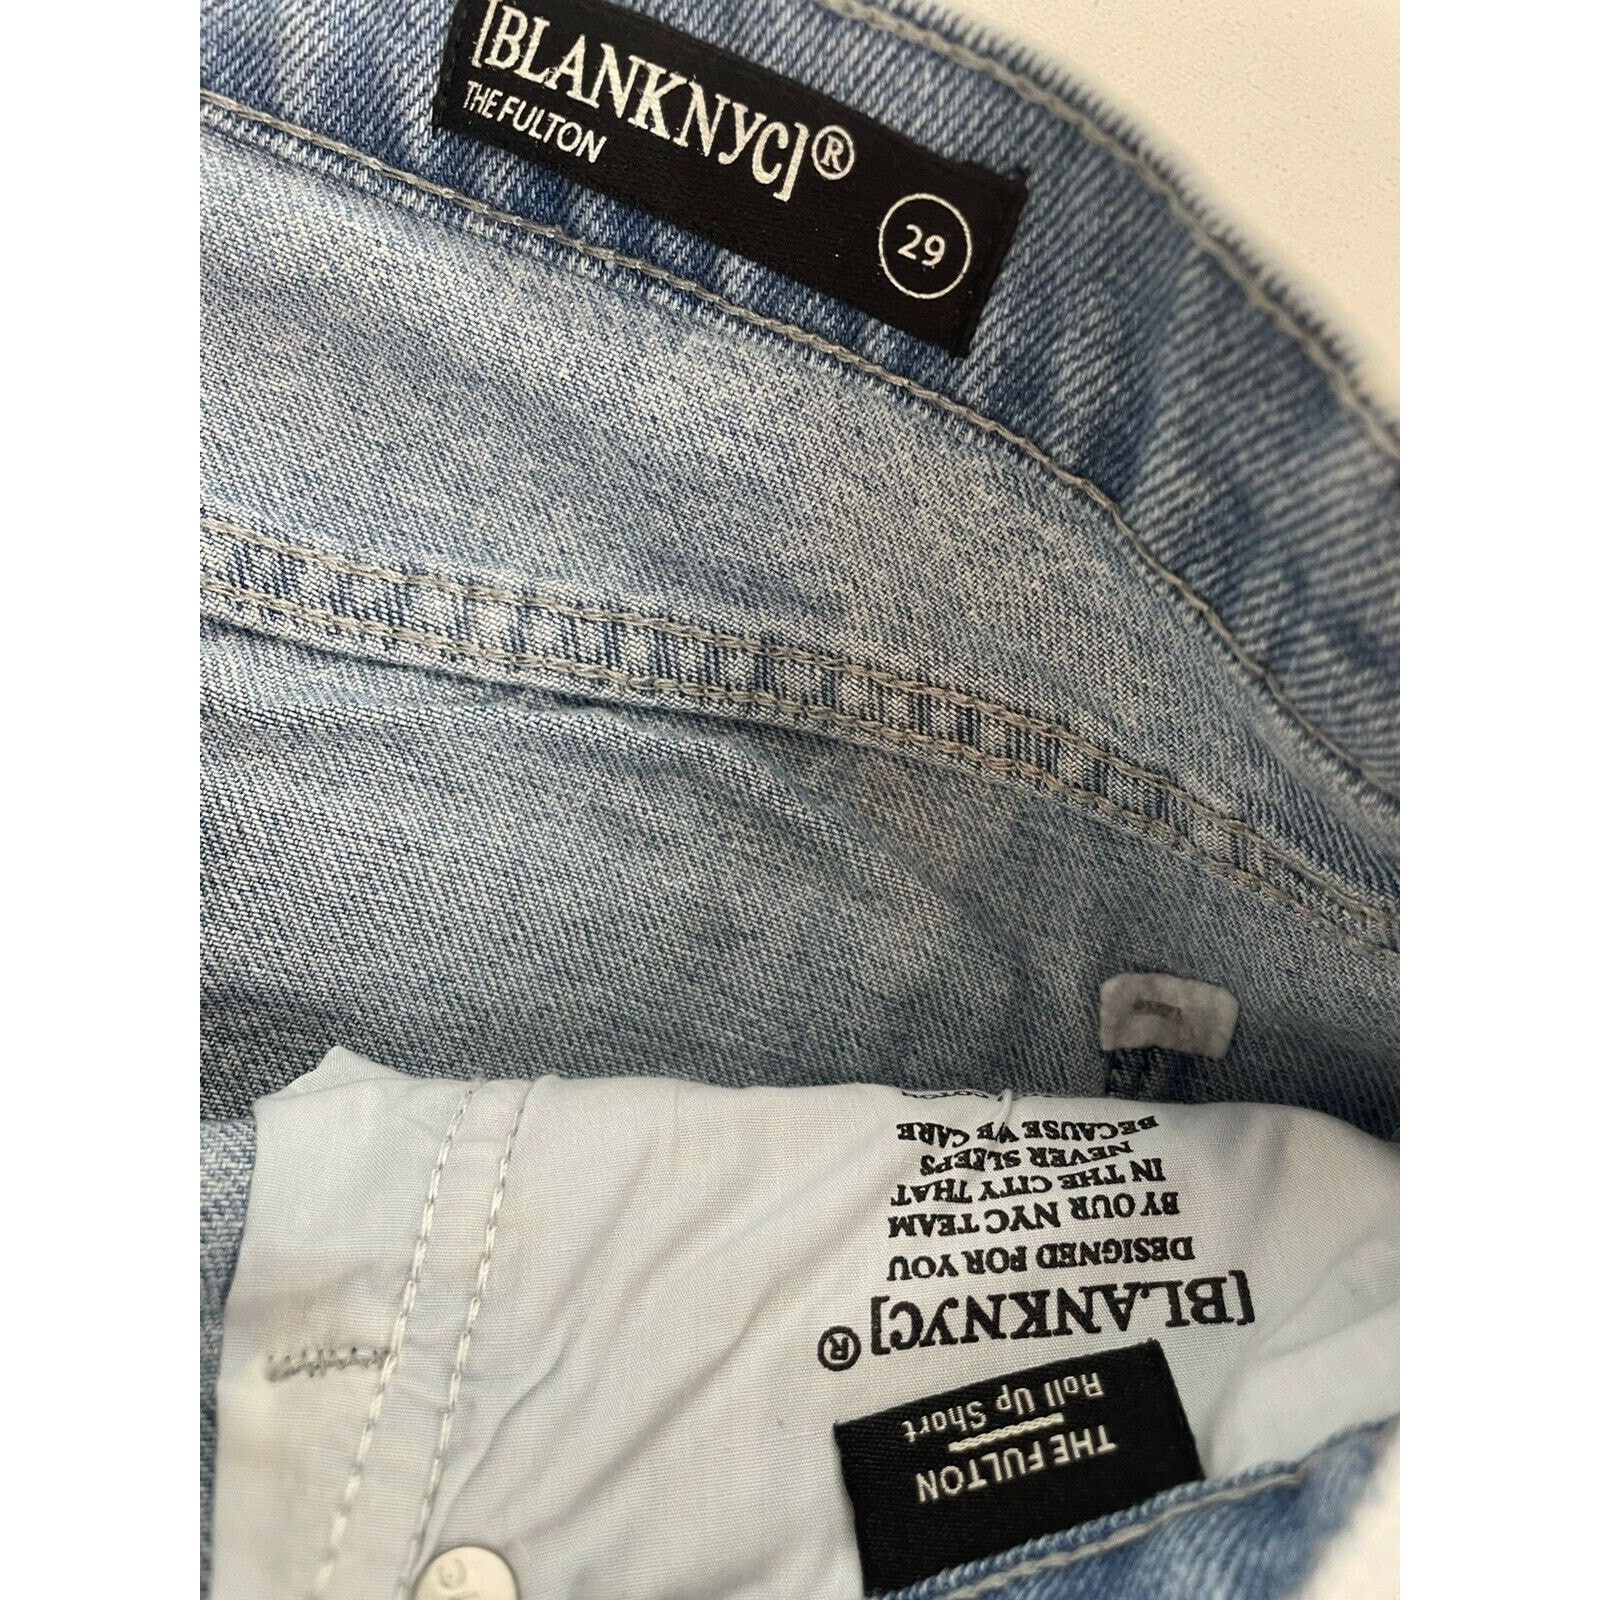 [BLANKNYC]®
THE FULTON
29
THE FULTON
Roll Up Short
[BLANKNYC]®
DESIGNED FOR YOU
BY OUR NYC TEAM
IN THE CITY THAT
NEVER SLEEPS
BECAUSE WE CARE